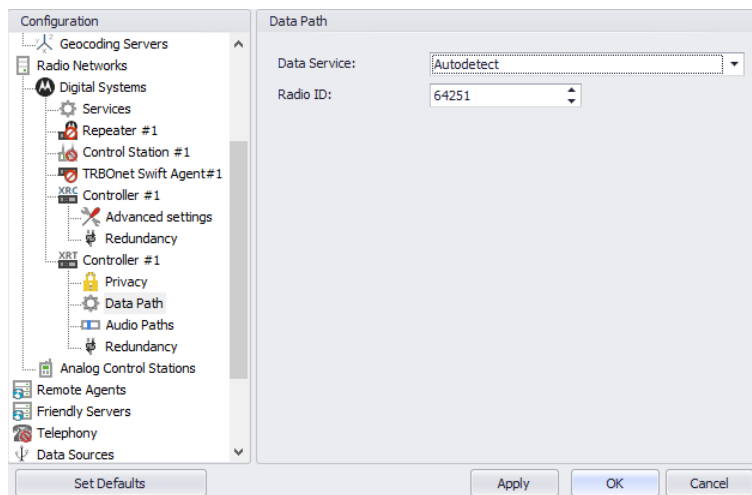 Configuration
Geocoding Servers
Radio Networks
Digital Systems
Services
Repeater #1
Control Station #1
TRBOnet Swift Agent#1
XRC Controller #1
Advanced settings
Redundancy
XRT Controller #1
Privacy
Data Path
Audio Paths
Redundancy
Analog Control Stations
Remote Agents
Friendly Servers
Telephony
Data Sources
Set Defaults
Data Path
Data Service: Autodetect
Radio ID: 64251
Apply OK Cancel